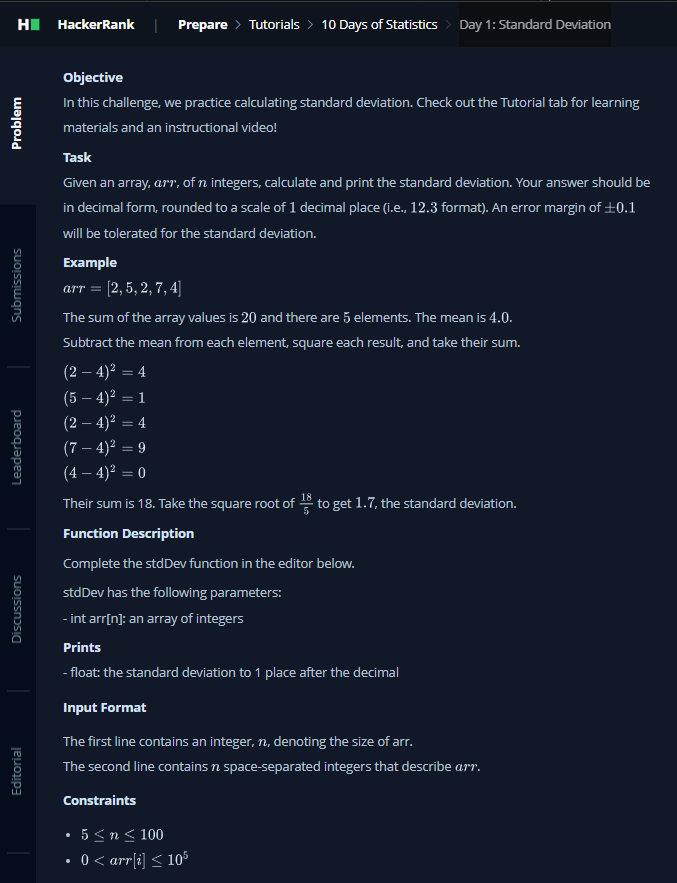 H HackerRank | Prepare > Tutorials > 10 Days of Statistics > Day 1: Standard Deviation
Problem
Submissions
Leaderboard
Discussions
Editorial
Objective
In this challenge, we practice calculating standard deviation. Check out the Tutorial tab for learning
materials and an instructional video!
Task
Given an array, arr, of n integers, calculate and print the standard deviation. Your answer should be
in decimal form, rounded to a scale of 1 decimal place (i.e., 12.3 format). An error margin of ±0.1
will be tolerated for the standard deviation.
Example
arr = [2, 5, 2, 7, 4]
The sum of the array values is 20 and there are 5 elements. The mean is 4.0.
Subtract the mean from each element, square each result, and take their sum.
(2 − 4)² = 4
(5 − 4)² = 1
(2 − 4)² = 4
(7 − 4)² = 9
(4 − 4)² = 0
Their sum is 18. Take the square root of 18/5 to get 1.7, the standard deviation.
Function Description
Complete the stdDev function in the editor below.
stdDev has the following parameters:
- int arr[n]: an array of integers
Prints
- float: the standard deviation to 1 place after the decimal
Input Format
The first line contains an integer, n, denoting the size of arr.
The second line contains n space-separated integers that describe arr.
Constraints
• 5 ≤ n ≤ 100
• 0 < arr[i] ≤ 10⁵